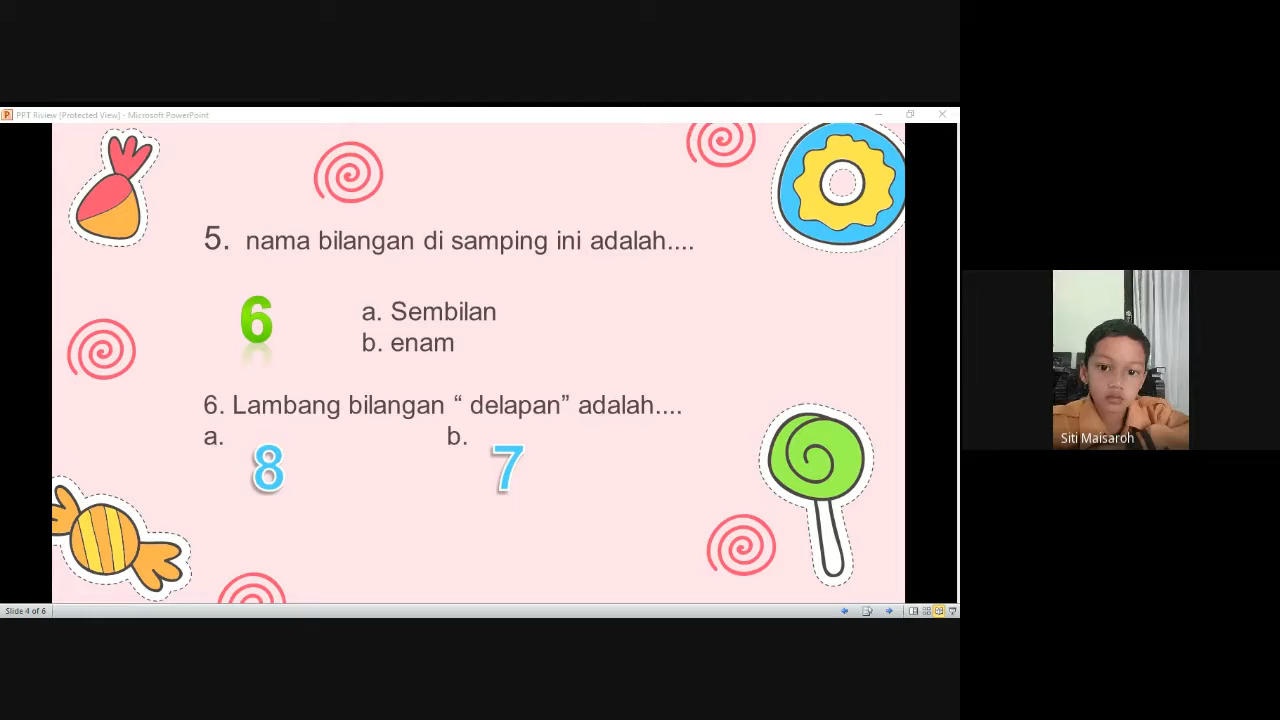 PPT Riview [Protected View] - Microsoft PowerPoint
5. nama bilangan di samping ini adalah....
6
a. Sembilan
b. enam
6. Lambang bilangan “ delapan” adalah....
a. b.
8 7
Siti Maisaroh
Slide 4 of 6